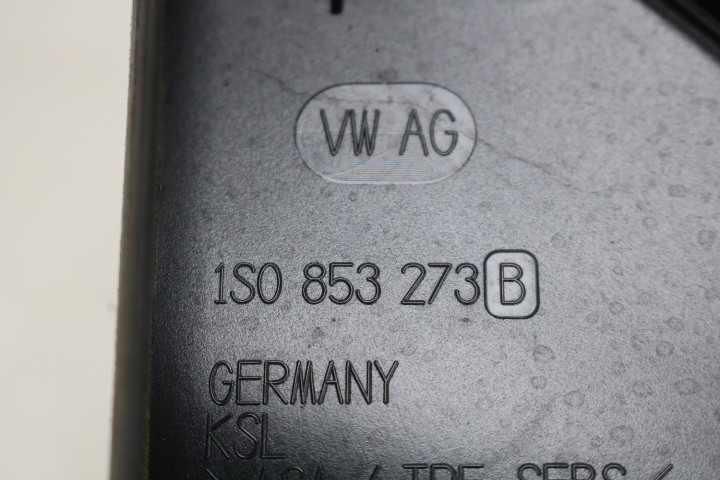 VW AG
1S0 853 273 B
GERMANY
KSL